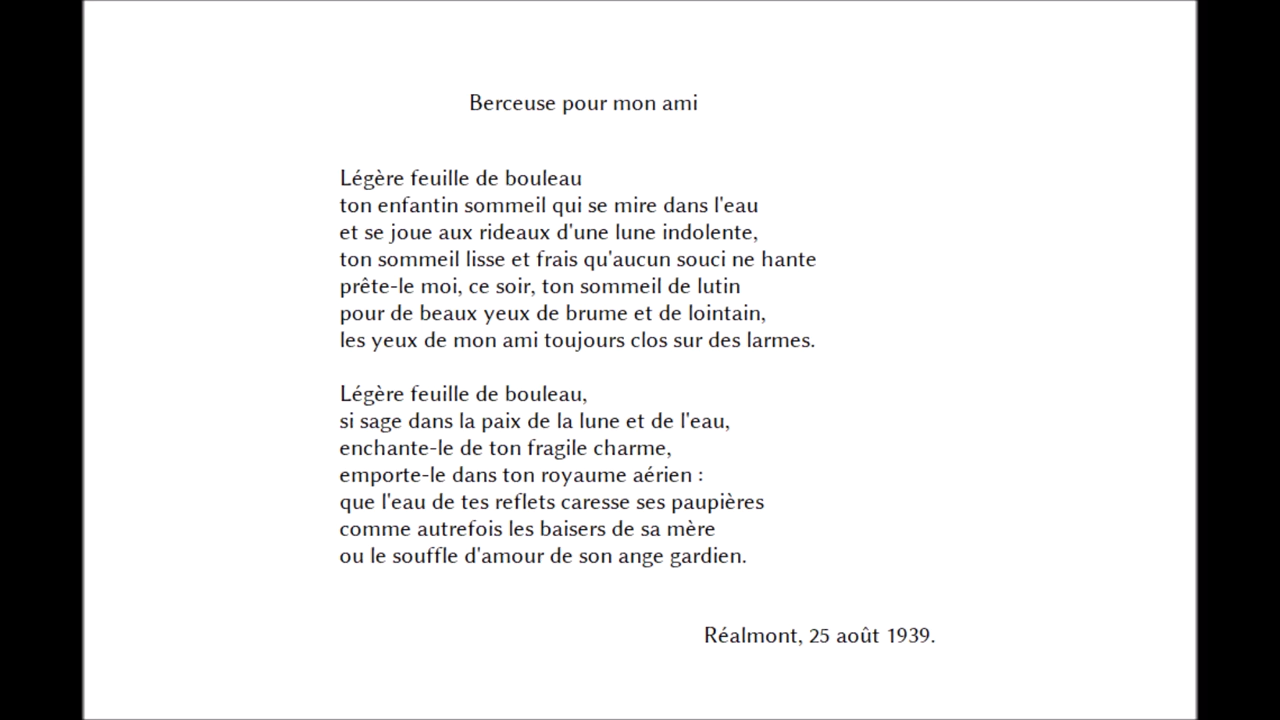 Berceuse pour mon ami
Légère feuille de bouleau
ton enfantin sommeil qui se mire dans l'eau
et se joue aux rideaux d'une lune indolente,
ton sommeil lisse et frais qu'aucun souci ne hante
prête-le moi, ce soir, ton sommeil de lutin
pour de beaux yeux de brume et de lointain,
les yeux de mon ami toujours clos sur des larmes.
Légère feuille de bouleau,
si sage dans la paix de la lune et de l'eau,
enchante-le de ton fragile charme,
emporte-le dans ton royaume aérien :
que l'eau de tes reflets caresse ses paupières
comme autrefois les baisers de sa mère
ou le souffle d'amour de son ange gardien.
Réalmont, 25 août 1939.